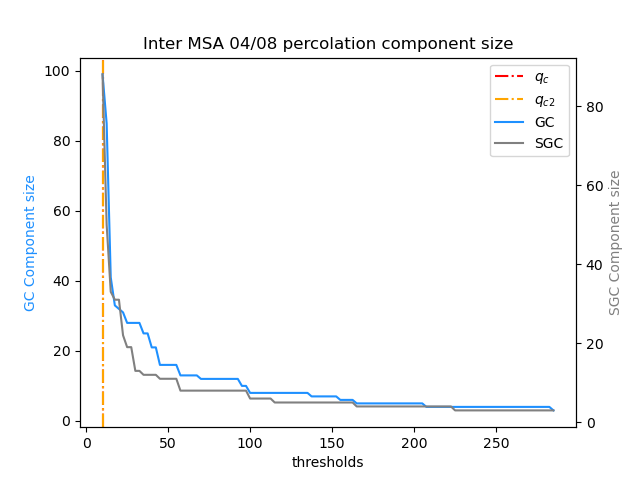 Inter MSA 04/08 percolation component size
q_c
q_c2
GC
SGC
GC Component size
100
80
60
40
20
0
SGC Component size
80
60
40
20
0
0 50 100 150 200 250
thresholds